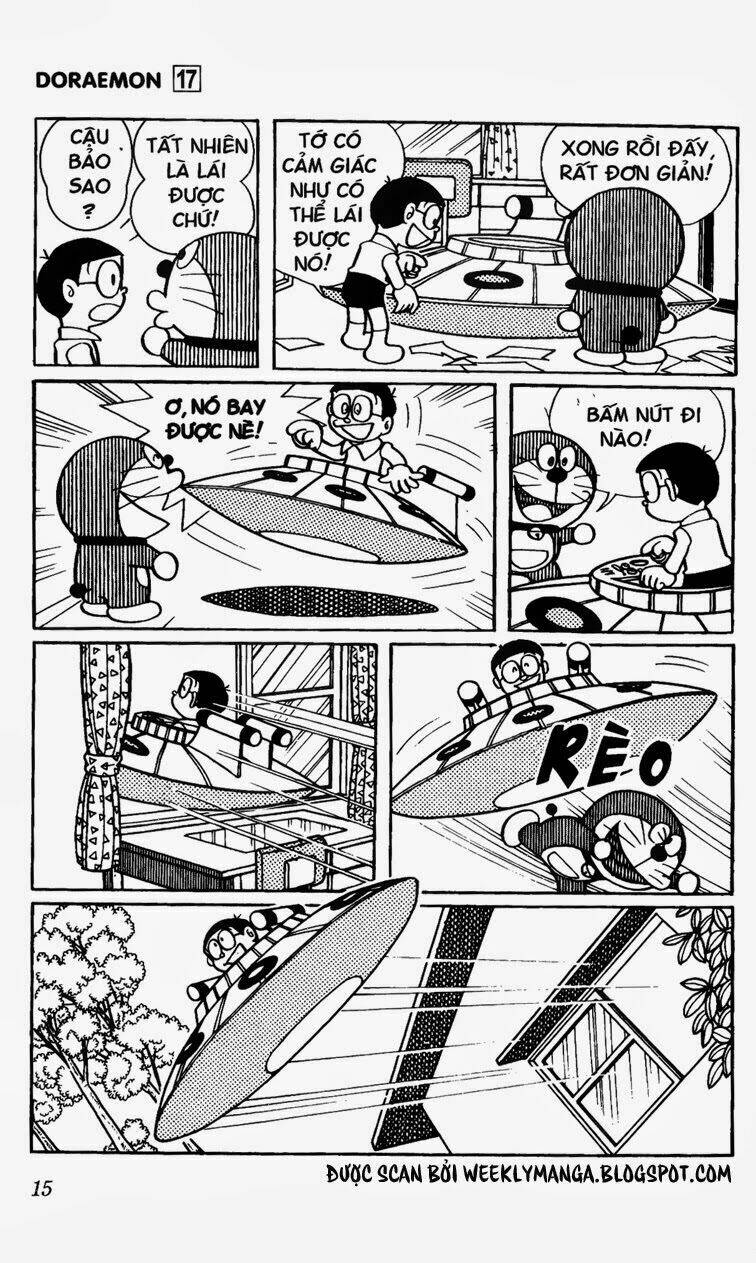 DORAEMON 17
XONG RỒI ĐẤY,
RẤT ĐƠN GIẢN!
TỚ CÓ
CẢM GIÁC
NHƯ CÓ
THỂ LÁI
ĐƯỢC
NÓ!
TẤT NHIÊN
LÀ LÁI
ĐƯỢC
CHỨ!
CẬU
BẢO
SAO
?
BẤM NÚT ĐI
NÀO!
Ơ, NÓ BAY
ĐƯỢC NÈ!
RÈO
ĐƯỢC SCAN BỞI WEEKLYMANGA.BLOGSPOT.COM
15